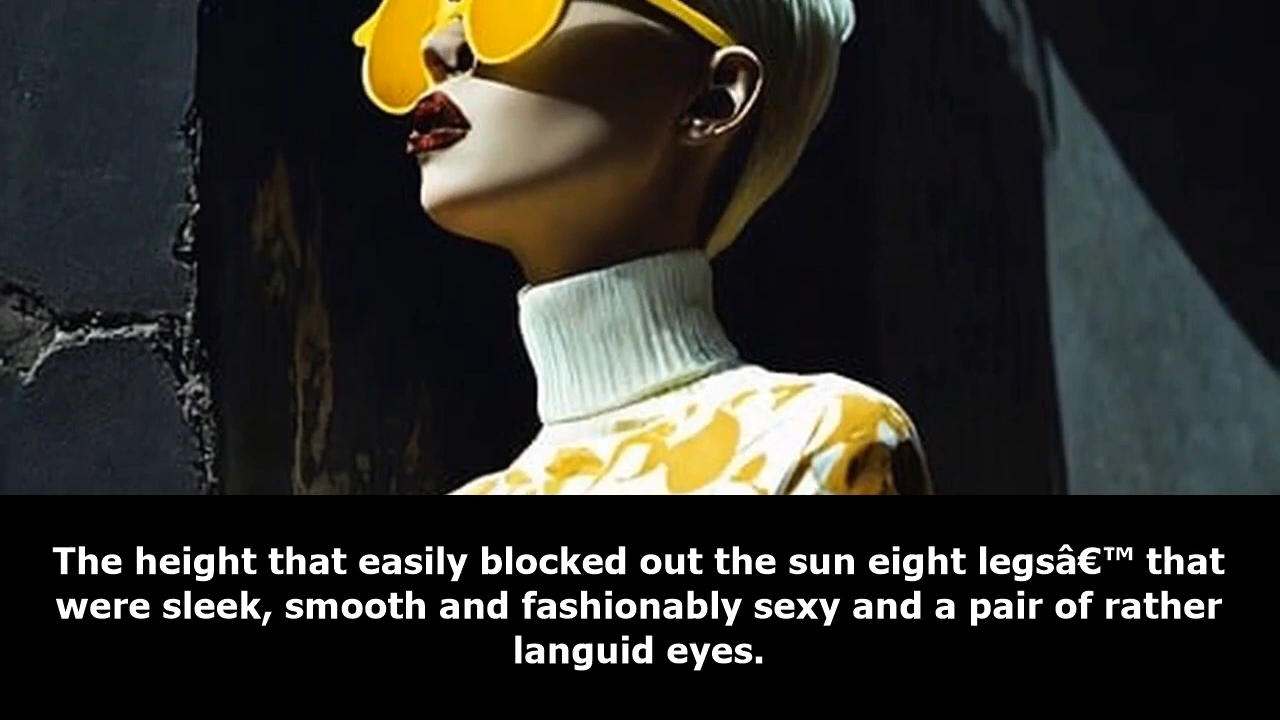 The height that easily blocked out the sun eight legsâ€™ that
were sleek, smooth and fashionably sexy and a pair of rather
languid eyes.